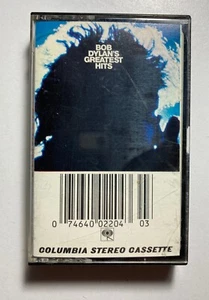 BOB
DYLAN'S
GREATEST
HITS
0 74640 02204 03
COLUMBIA STEREO CASSETTE